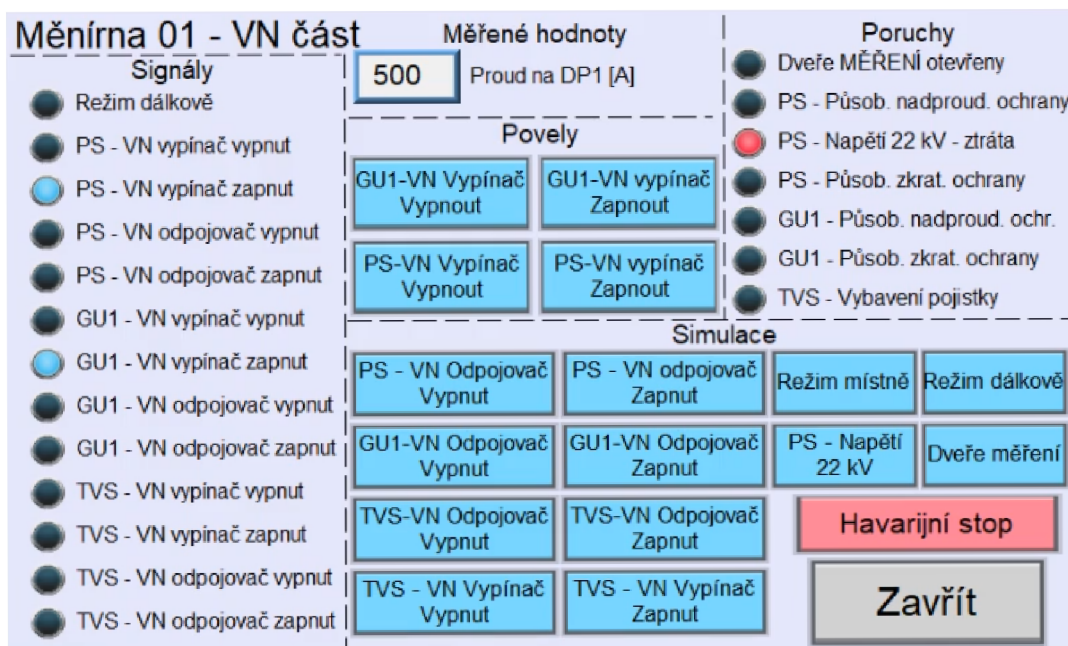 Měnírna 01 - VN část
Signály
Režim dálkově
PS - VN vypínač vypnut
PS - VN vypínač zapnut
PS - VN odpojovač vypnut
PS - VN odpojovač zapnut
GU1 - VN vypínač vypnut
GU1 - VN vypínač zapnut
GU1 - VN odpojovač vypnut
GU1 - VN odpojovač zapnut
TVS - VN vypínač vypnut
TVS - VN vypínač zapnut
TVS - VN odpojovač vypnut
TVS - VN odpojovač zapnut
Měřené hodnoty
500 Proud na DP1 [A]
Povely
GU1-VN Vypínač
Vypnout
GU1-VN vypínač
Zapnout
PS-VN Vypínač
Vypnout
PS-VN vypínač
Zapnout
Poruchy
Dveře MĚŘENÍ otevřeny
PS - Působ. nadproud. ochrany
PS - Napětí 22 kV - ztráta
PS - Působ. zkrat. ochrany
GU1 - Působ. nadproud. ochr.
GU1 - Působ. zkrat. ochrany
TVS - Vybavení pojistky
Simulace
PS - VN Odpojovač
Vypnut
PS - VN odpojovač
Zapnut
Režim místně
Režim dálkově
GU1-VN Odpojovač
Vypnut
GU1-VN Odpojovač
Zapnut
PS - Napětí
22 kV
Dveře měření
TVS-VN Odpojovač
Vypnut
TVS-VN Odpojovač
Zapnut
Havarijní stop
TVS - VN Vypínač
Vypnut
TVS - VN Vypínač
Zapnut
Zavřít